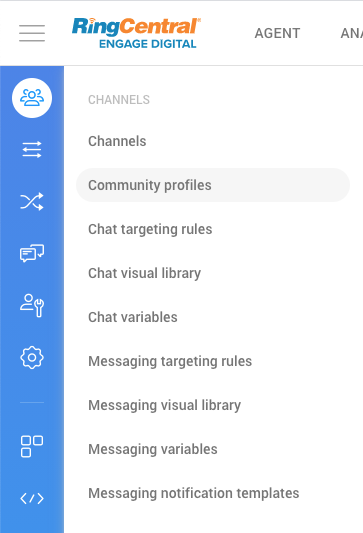 RingCentral®
ENGAGE DIGITAL
AGENT
ANA
CHANNELS
Channels
Community profiles
Chat targeting rules
Chat visual library
Chat variables
Messaging targeting rules
Messaging visual library
Messaging variables
Messaging notification templates